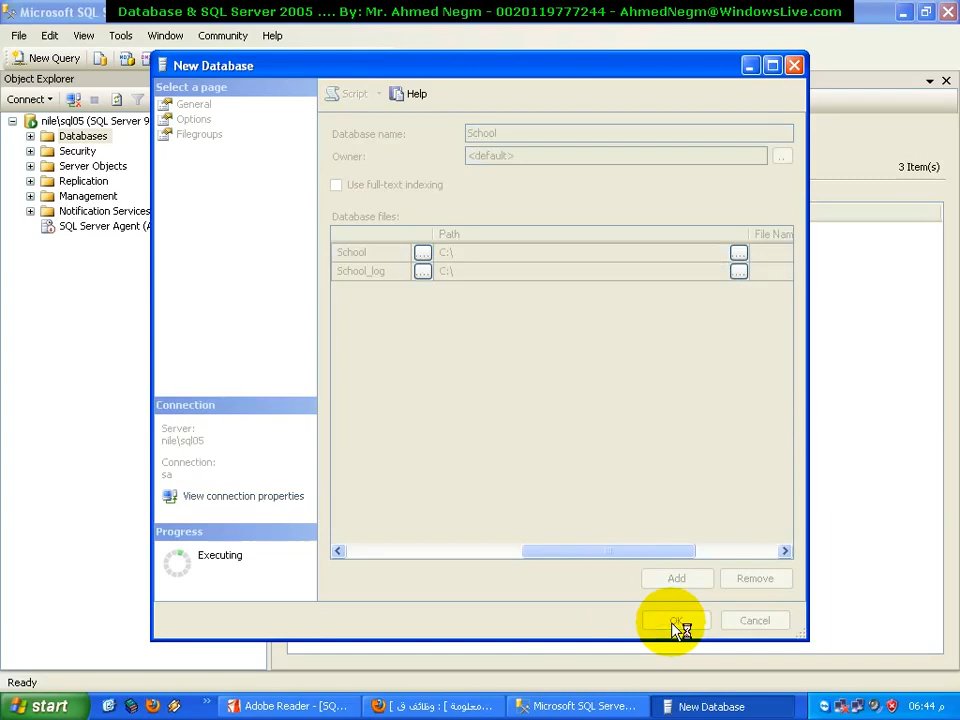 Microsoft SQL S
Database & SQL Server 2005 .... By: Mr. Ahmed Negm - 0020119777244 - AhmedNegm@WindowsLive.com
File Edit View Tools Window Community Help
New Query
Object Explorer
Connect
nile\sql05 (SQL Server 9
Databases
Security
Server Objects
Replication
Management
Notification Services
SQL Server Agent (A
3 Item(s)
New Database
Select a page
General
Options
Filegroups
Script Help
Database name: School
Owner: <default>
Use full-text indexing
Database files:
Path File Nam
School .... C:\ ....
School_log .... C:\ ....
Connection
Server:
nile\sql05
Connection:
sa
View connection properties
Progress
Executing
Add Remove
OK Cancel
Ready
start
Adobe Reader - [SQ...
معلومة ] : وظائف ق ] ...
Microsoft SQL Serve...
New Database
06:44 م